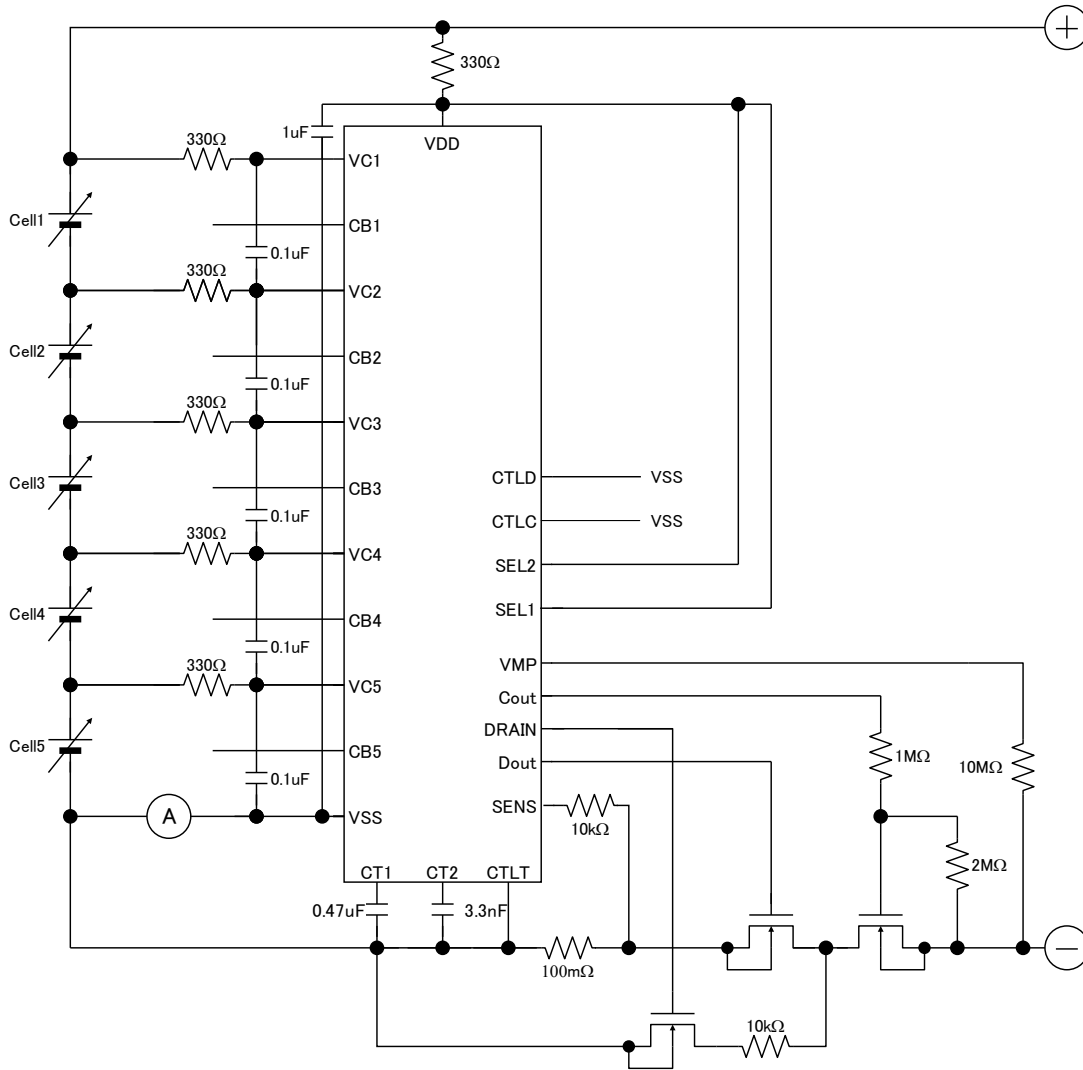 +
330Ω
1uF
VDD
330Ω
VC1
Cell1
CB1
0.1uF
330Ω
VC2
Cell2
CB2
0.1uF
330Ω
VC3
Cell3
CB3
CTLD
VSS
0.1uF
CTLC
VSS
330Ω
VC4
SEL2
Cell4
CB4
SEL1
0.1uF
330Ω
VC5
VMP
Cout
Cell5
CB5
DRAIN
Dout
1MΩ
10MΩ
0.1uF
SENS
10kΩ
A
VSS
CT1
CT2
CTLT
2MΩ
0.47uF
3.3nF
100mΩ
−
10kΩ